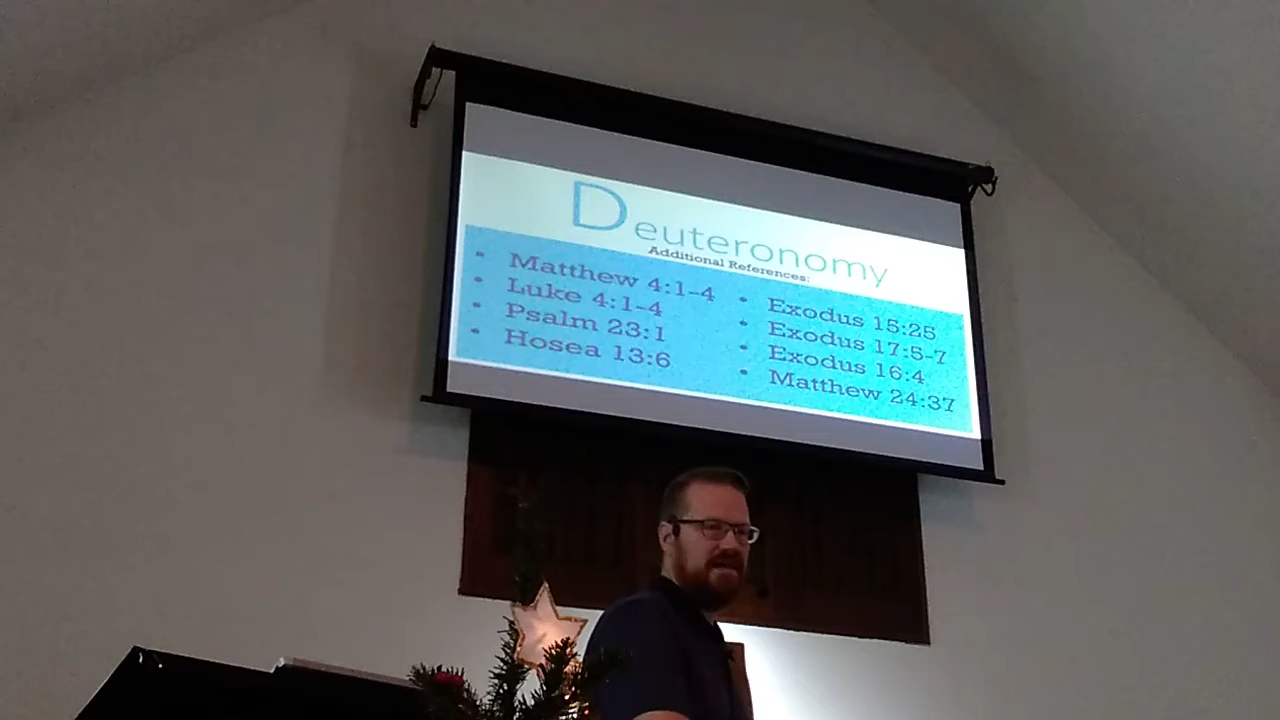 Deuteronomy
Additional References:
• Matthew 4:1-4
• Luke 4:1-4
• Psalm 23:1
• Hosea 13:6
• Exodus 15:25
• Exodus 17:5-7
• Exodus 16:4
• Matthew 24:37